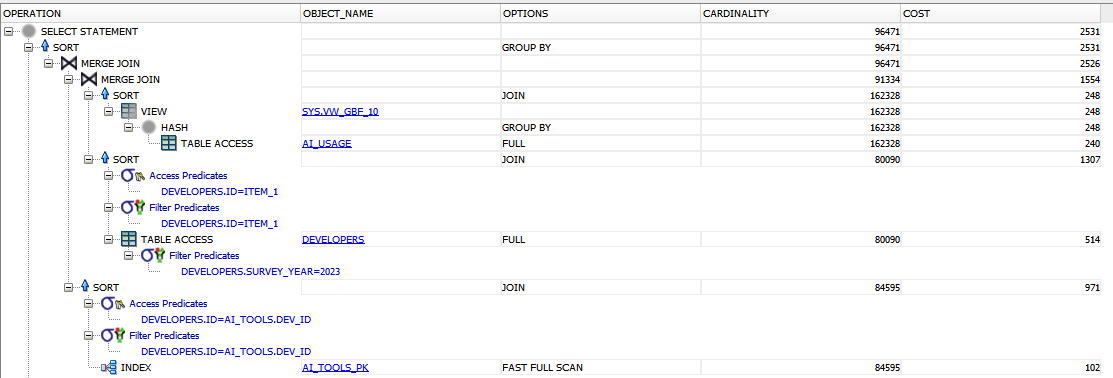 OPERATION OBJECT_NAME OPTIONS CARDINALITY COST
SELECT STATEMENT 96471 2531
SORT GROUP BY 96471 2531
MERGE JOIN 96471 2526
MERGE JOIN 91334 1554
SORT JOIN 162328 248
VIEW SYS.VW_GBF_10 162328 248
HASH GROUP BY 162328 248
TABLE ACCESS AI_USAGE FULL 162328 240
SORT JOIN 80090 1307
Access Predicates
DEVELOPERS.ID=ITEM_1
Filter Predicates
DEVELOPERS.ID=ITEM_1
TABLE ACCESS DEVELOPERS FULL 80090 514
Filter Predicates
DEVELOPERS.SURVEY_YEAR=2023
SORT JOIN 84595 971
Access Predicates
DEVELOPERS.ID=AI_TOOLS.DEV_ID
Filter Predicates
DEVELOPERS.ID=AI_TOOLS.DEV_ID
INDEX AI_TOOLS_PK FAST FULL SCAN 84595 102